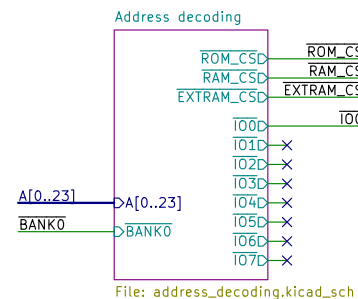 Address decoding
ROM_CS ROM_CS
RAM_CS RAM_CS
EXTRAM_CS EXTRAM_CS
IO0 IO0
IO1
IO2
IO3
A[0..23] A[0..23] IO4
BANK0 BANK0 IO5
IO6
IO7
File: address_decoding.kicad_sch